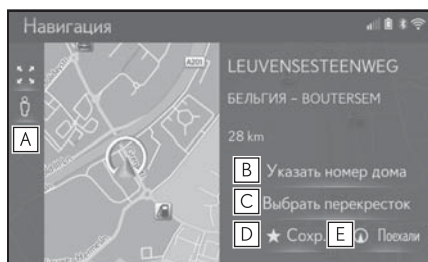 Навигация
A201
LEUVENSESTEENWEG
БЕЛЬГИЯ – BOUTERSEM
28 km
A
B Указать номер дома
C Выбрать перекресток
D ★ Сохр. E Поехали